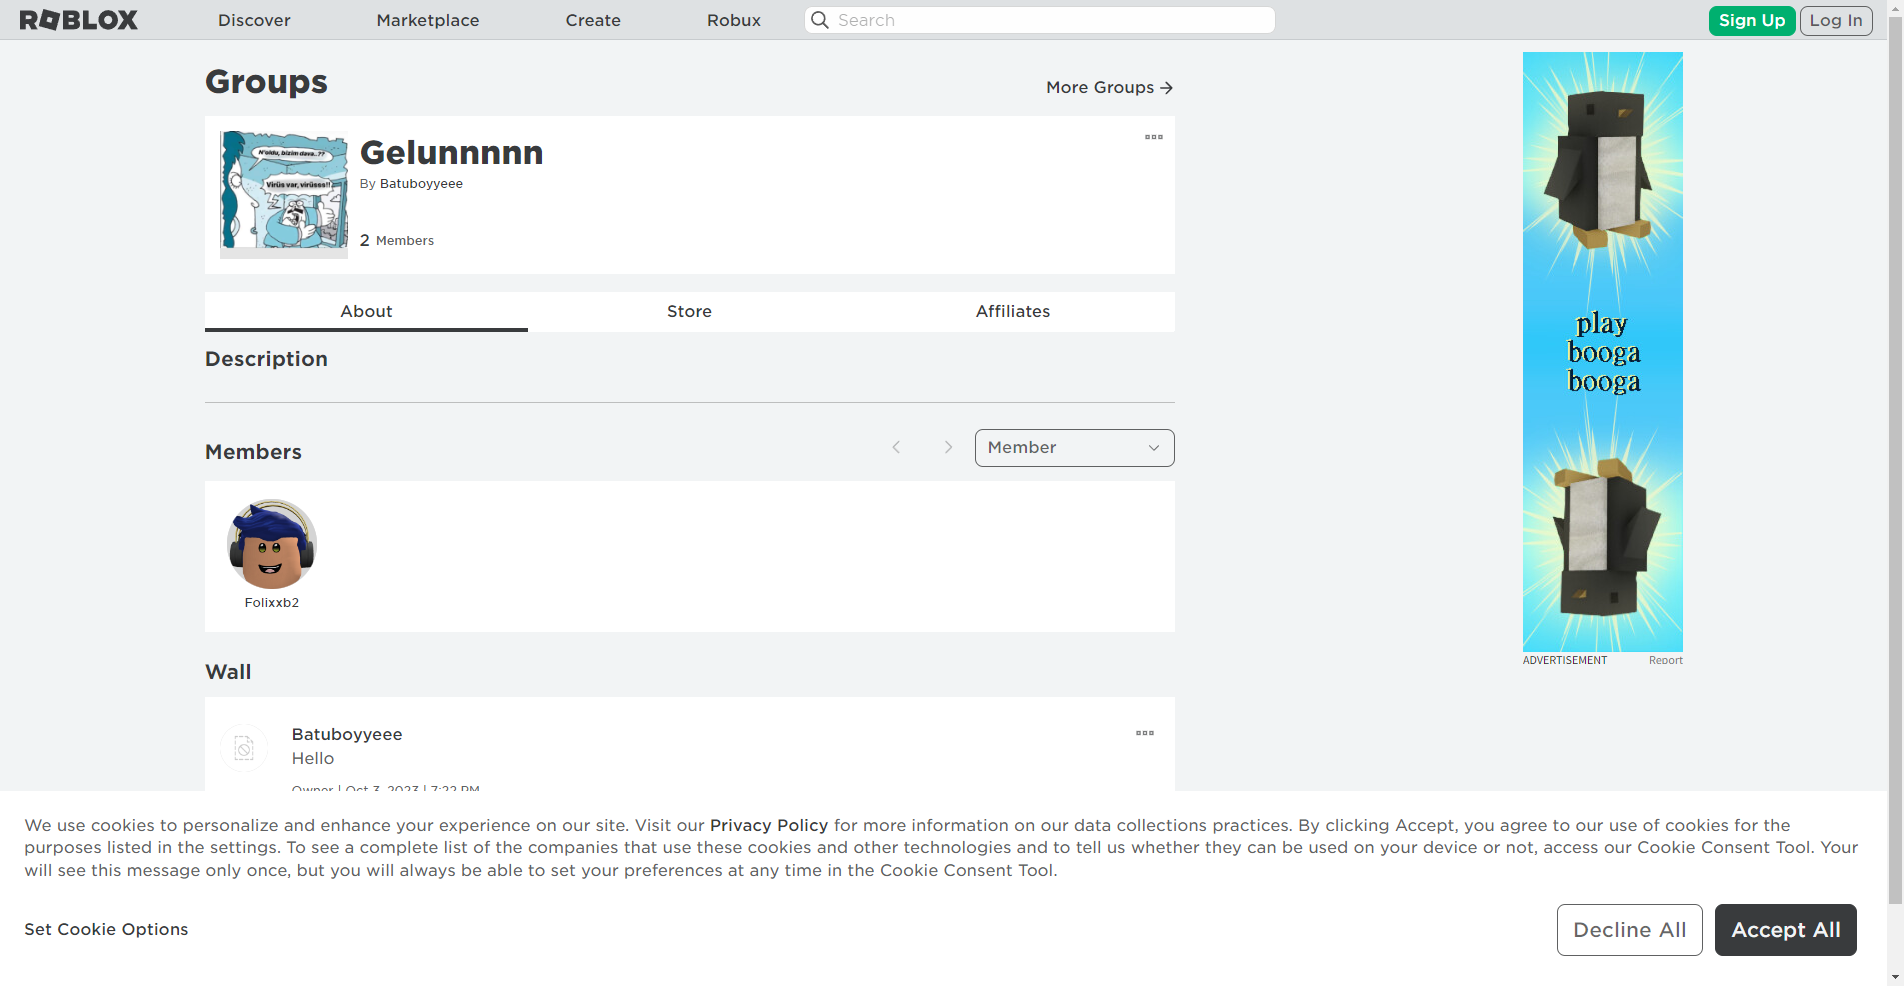 ROBLOX
Discover
Marketplace
Create
Robux
Search
Sign Up
Log In
Groups
More Groups
N'oldu, bizim dava..??
Virüs var, virüsss!!
Gelunnnnn
By Batuboyyeee
2 Members
About
Store
Affiliates
Description
Members
Member
Folixxb2
Wall
Batuboyyeee
Hello
Owner | Oct 3, 2023 | 7:22 PM
play
booga
booga
ADVERTISEMENT
Report
We use cookies to personalize and enhance your experience on our site. Visit our Privacy Policy for more information on our data collections practices. By clicking Accept, you agree to our use of cookies for the
purposes listed in the settings. To see a complete list of the companies that use these cookies and other technologies and to tell us whether they can be used on your device or not, access our Cookie Consent Tool. Your
will see this message only once, but you will always be able to set your preferences at any time in the Cookie Consent Tool.
Set Cookie Options
Decline All
Accept All